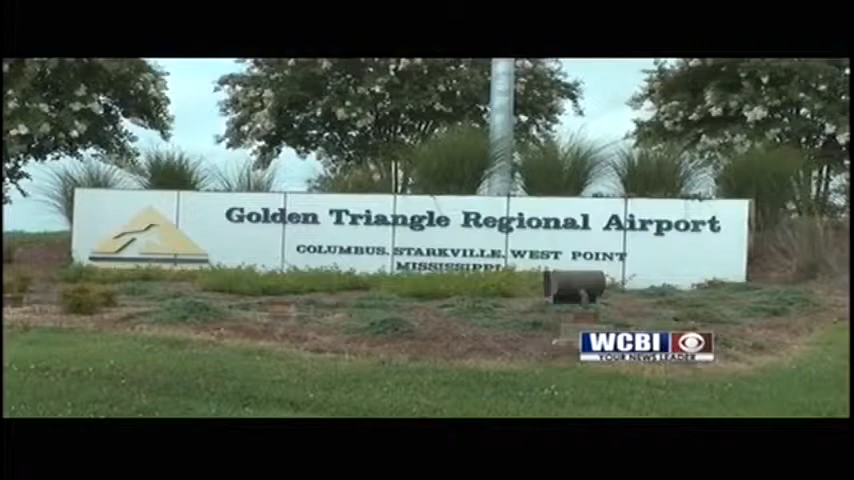 Golden Triangle Regional Airport
COLUMBUS, STARKVILLE, WEST POINT
MISSISSIPPI
WCBI
YOUR NEWS LEADER